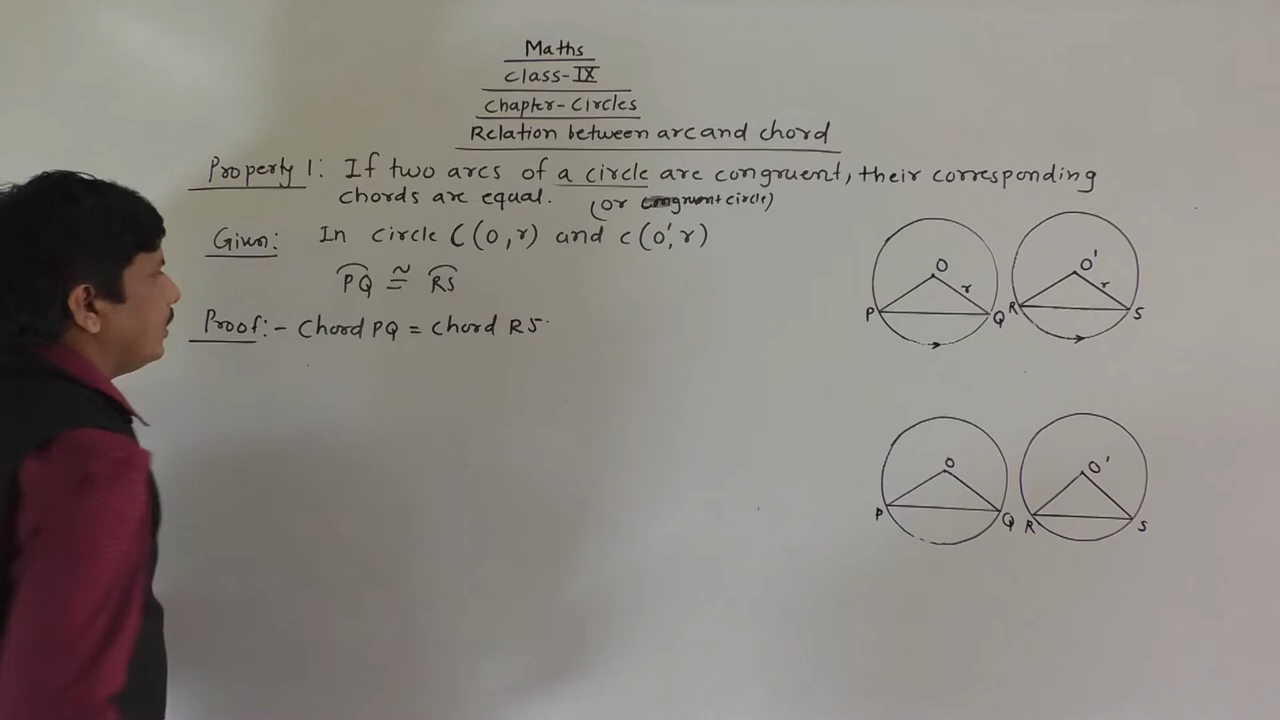 Maths
Class-IX
Chapter-Circles
Relation between arc and chord
Property 1: If two arcs of a circle are congruent, their corresponding
chords are equal. (or congruent circle)
Given: In circle C(O,r) and C(O',r)
PQ ≅ RS
Proof:- Chord PQ = Chord RS.
O
r
P
Q
O'
r
R
S
O
P
Q
O'
R
S